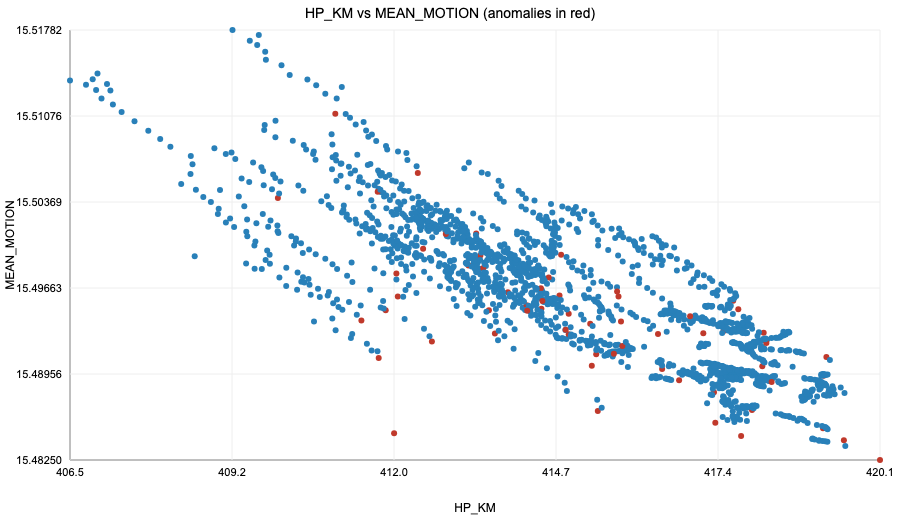 HP_KM vs MEAN_MOTION (anomalies in red)
15.51782
15.51076
15.50369
15.49663
15.48956
15.48250
MEAN_MOTION
406.5 409.2 412.0 414.7 417.4 420.1
HP_KM